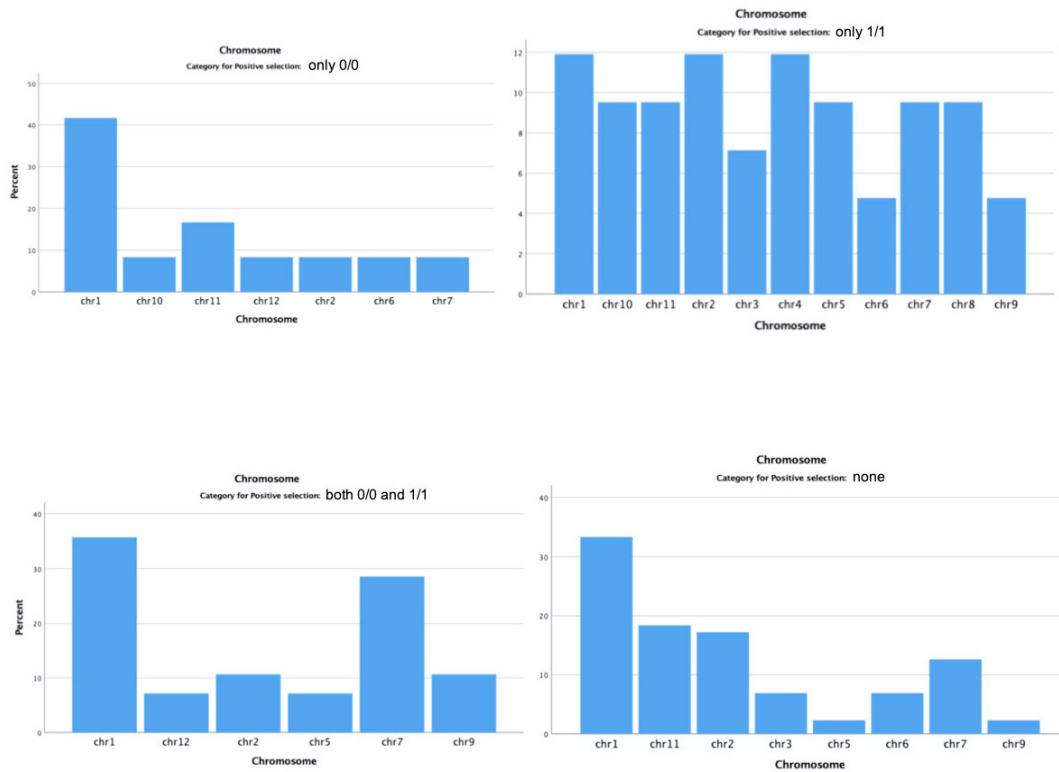 Chromosome
Category for Positive selection: only 0/0
50
40
30
20
10
0
Percent
chr1 chr10 chr11 chr12 chr2 chr6 chr7
Chromosome
Chromosome
Category for Positive selection: only 1/1
12
10
8
6
4
2
0
chr1 chr10 chr11 chr2 chr3 chr4 chr5 chr6 chr7 chr8 chr9
Chromosome
Chromosome
Category for Positive selection: both 0/0 and 1/1
40
30
20
10
0
Percent
chr1 chr12 chr2 chr5 chr7 chr9
Chromosome
Chromosome
Category for Positive selection: none
40
30
20
10
0
chr1 chr11 chr2 chr3 chr5 chr6 chr7 chr9
Chromosome